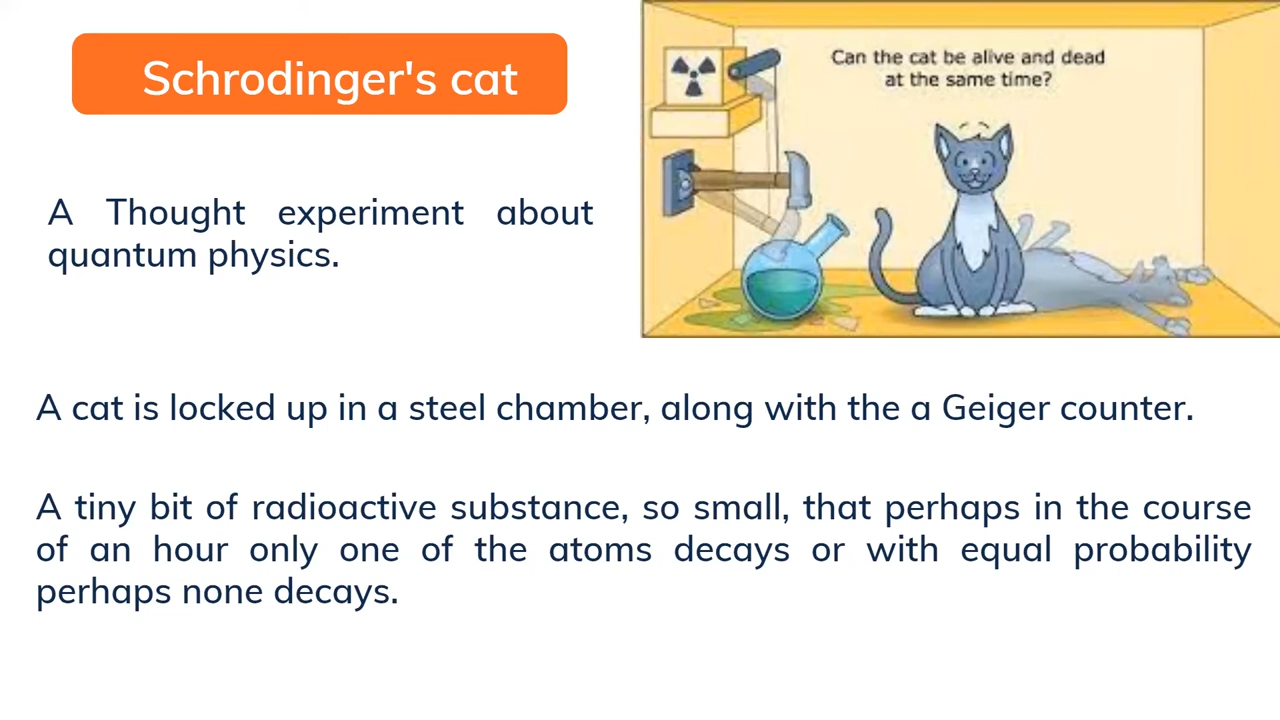 Schrodinger's cat
Can the cat be alive and dead
at the same time?
A Thought experiment about
quantum physics.
A cat is locked up in a steel chamber, along with the a Geiger counter.
A tiny bit of radioactive substance, so small, that perhaps in the course
of an hour only one of the atoms decays or with equal probability
perhaps none decays.